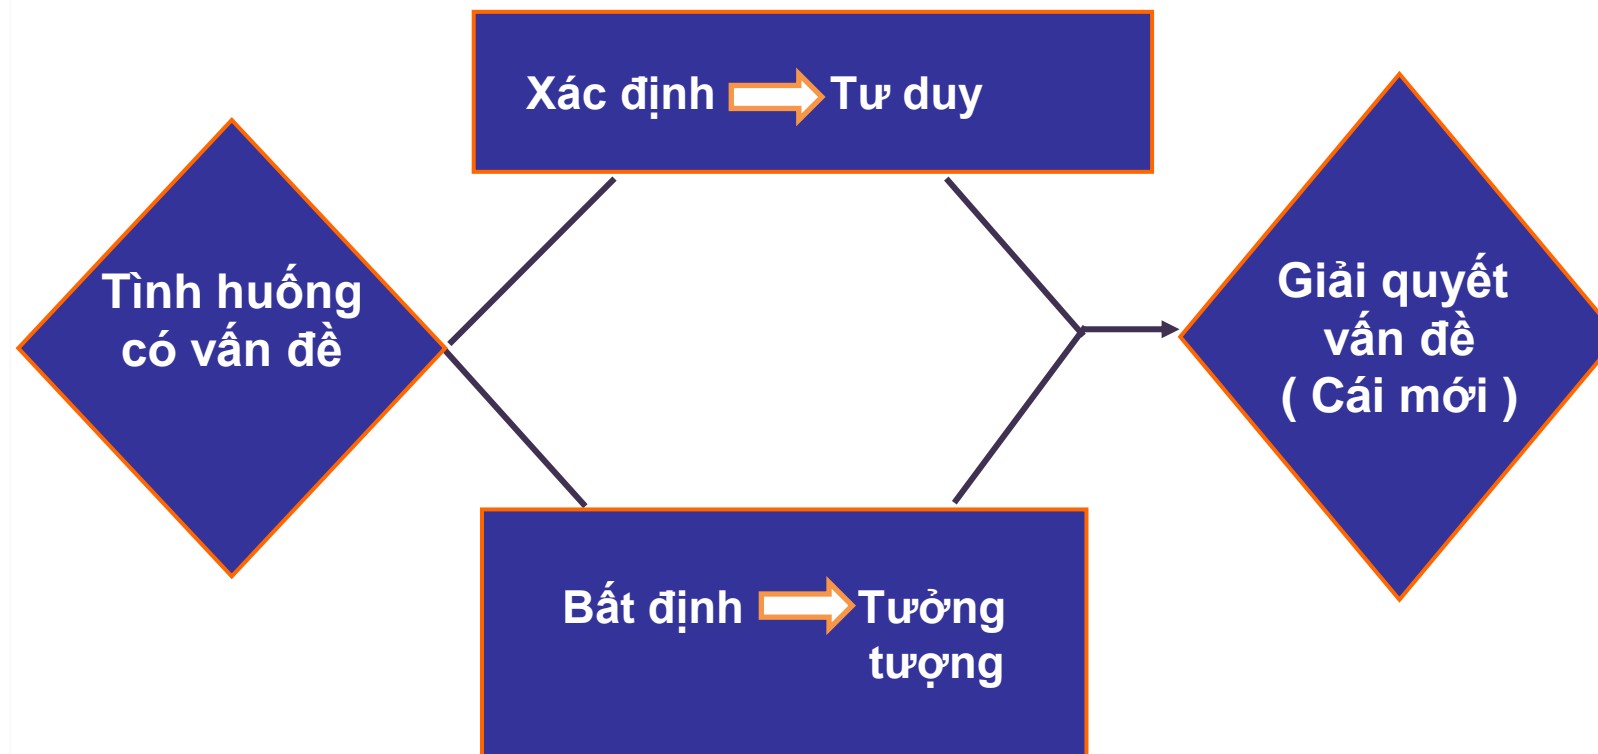 Xác định Tư duy
Tình huống
có vấn đề
Giải quyết
vấn đề
( Cái mới )
Bất định Tưởng
tượng